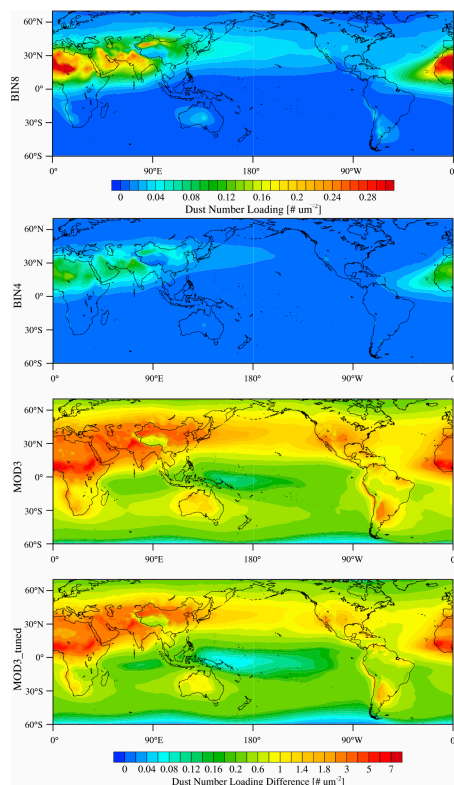 60°N
30°N
0°
30°S
60°S
BIN8
0° 90°E 180° 90°W 0
0 0.04 0.08 0.12 0.16 0.20 0.24 0.28
Dust Number Loading [# um⁻²]
60°N
30°N
0°
30°S
60°S
BIN4
0° 90°E 180° 90°W 0
60°N
30°N
0°
30°S
60°S
MOD3
0° 90°E 180° 90°W 0
60°N
30°N
0°
30°S
60°S
MOD3_tuned
0° 90°E 180° 90°W 0
0 0.04 0.08 0.12 0.16 0.2 0.6 1 1.4 1.8 3 5 7
Dust Number Loading Difference [# um⁻²]